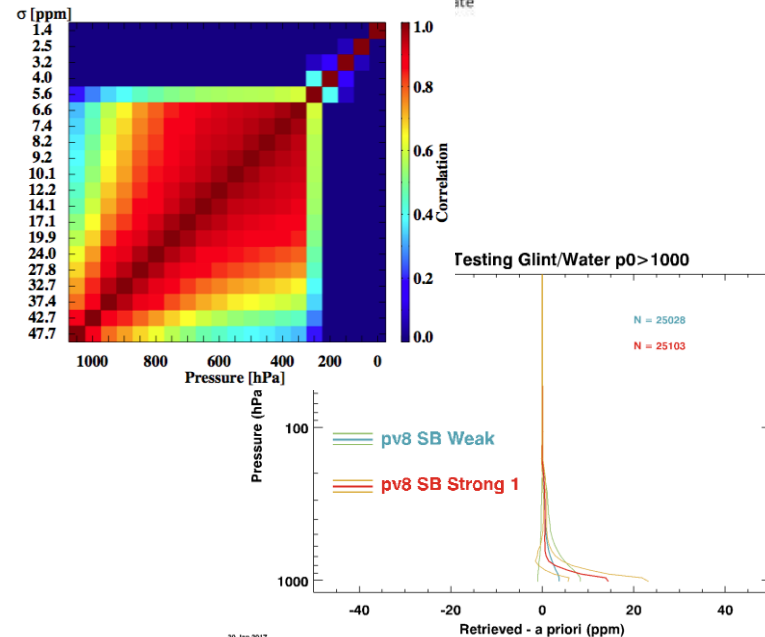 σ [ppm]
1.4
2.5
3.2
4.0
5.6
6.6
7.4
8.2
9.2
10.1
12.2
14.1
17.1
19.9
24.0
27.8
32.7
37.4
42.7
47.7
1000 800 600 400 200 0
Pressure [hPa]
1.0
0.8
0.6
0.4
0.2
0.0
Correlation
Testing Glint/Water p0>1000
N = 25028
N = 25103
pv8 SB Weak
pv8 SB Strong 1
Pressure (hPa
100
1000
-40 -20 0 20 40
Retrieved - a priori (ppm)